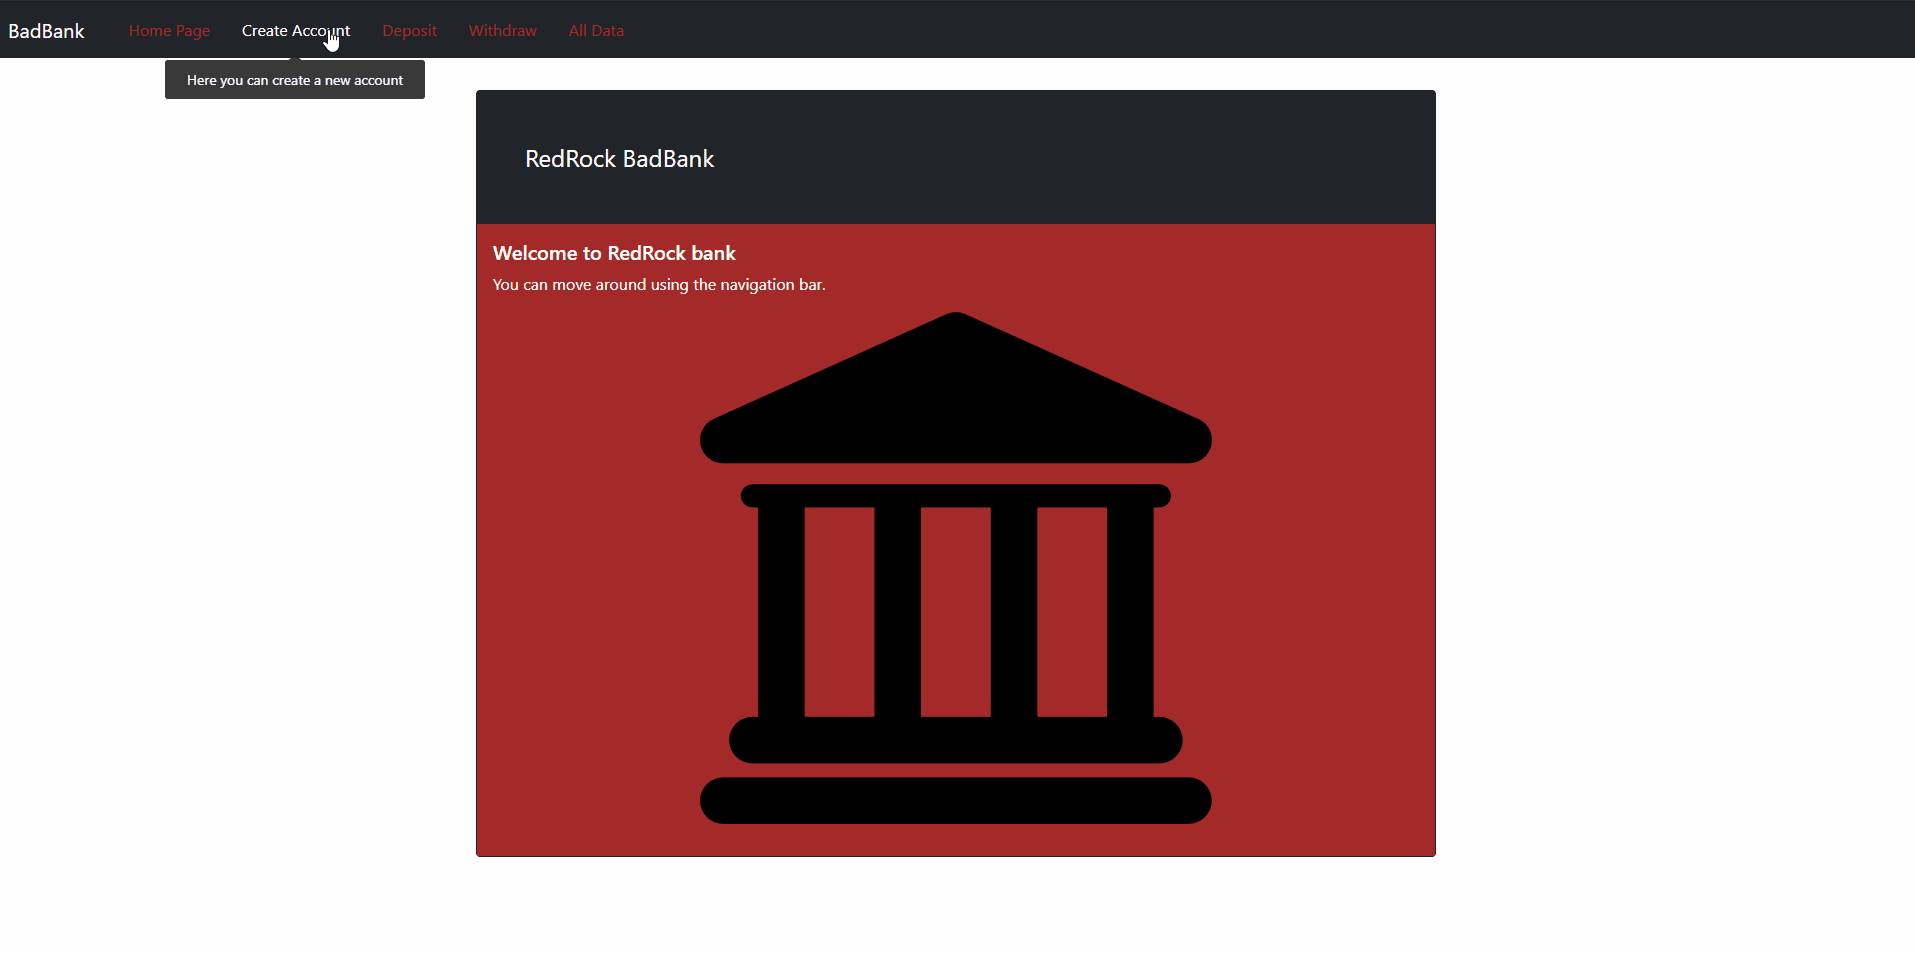 BadBank Home Page Create Account Deposit Withdraw All Data
Here you can create a new account
RedRock BadBank
Welcome to RedRock bank
You can move around using the navigation bar.